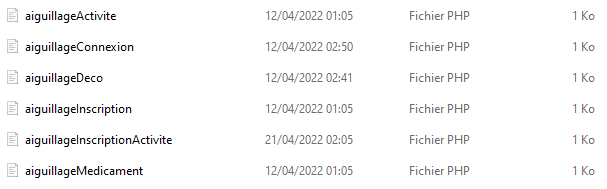 aiguillageActivite 12/04/2022 01:05 Fichier PHP 1 Ko
aiguillageConnexion 12/04/2022 02:50 Fichier PHP 1 Ko
aiguillageDeco 12/04/2022 02:41 Fichier PHP 1 Ko
aiguillageInscription 12/04/2022 01:05 Fichier PHP 1 Ko
aiguillageInscriptionActivite 21/04/2022 02:05 Fichier PHP 1 Ko
aiguillageMedicament 12/04/2022 01:05 Fichier PHP 1 Ko